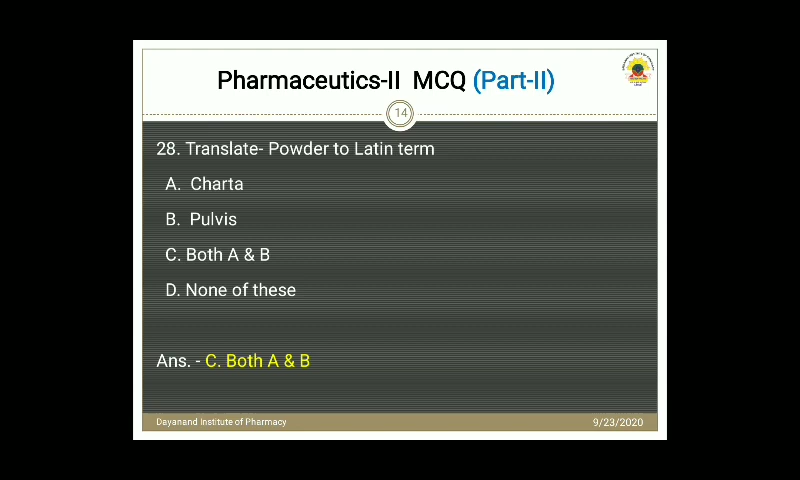 Pharmaceutics-II MCQ (Part-II)
14
28. Translate- Powder to Latin term
A. Charta
B. Pulvis
C. Both A & B
D. None of these
Ans. - C. Both A & B
Dayanand Institute of Pharmacy
9/23/2020